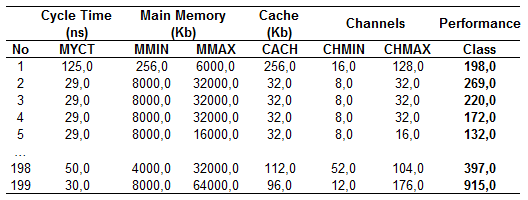 Cycle Time Main Memory Cache Channels Performance
(ns) (Kb) (Kb)
No MYCT MMIN MMAX CACH CHMIN CHMAX Class
1 125,0 256,0 6000,0 256,0 16,0 128,0 198,0
2 29,0 8000,0 32000,0 32,0 8,0 32,0 269,0
3 29,0 8000,0 32000,0 32,0 8,0 32,0 220,0
4 29,0 8000,0 32000,0 32,0 8,0 32,0 172,0
5 29,0 8000,0 16000,0 32,0 8,0 16,0 132,0
...
198 50,0 4000,0 32000,0 112,0 52,0 104,0 397,0
199 30,0 8000,0 64000,0 96,0 12,0 176,0 915,0